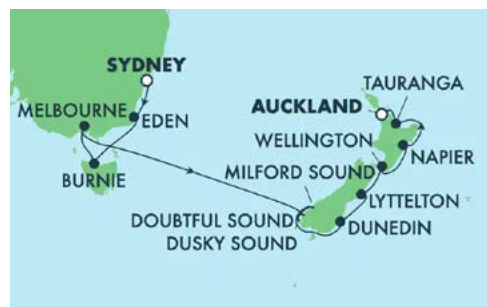 SYDNEY
MELBOURNE
EDEN
BURNIE
TAURANGA
AUCKLAND
WELLINGTON
NAPIER
MILFORD SOUND
LYTTELTON
DOUBTFUL SOUND
DUNEDIN
DUSKY SOUND